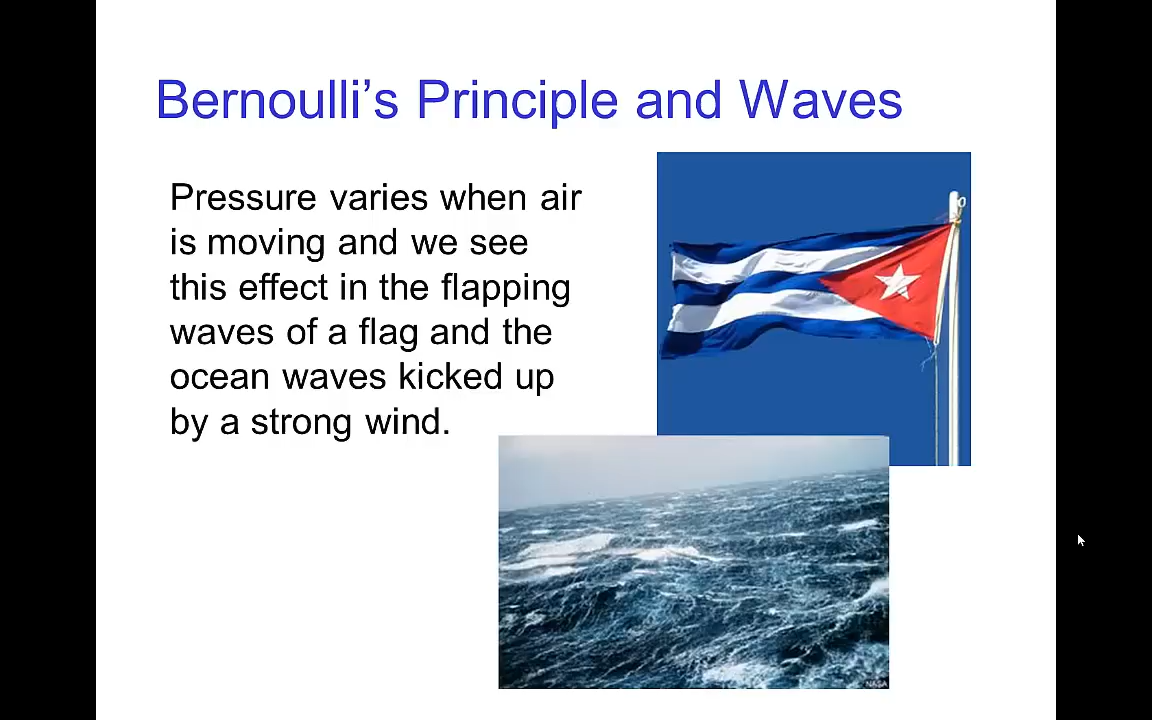 Bernoulli’s Principle and Waves
Pressure varies when air
is moving and we see
this effect in the flapping
waves of a flag and the
ocean waves kicked up
by a strong wind.
NASA